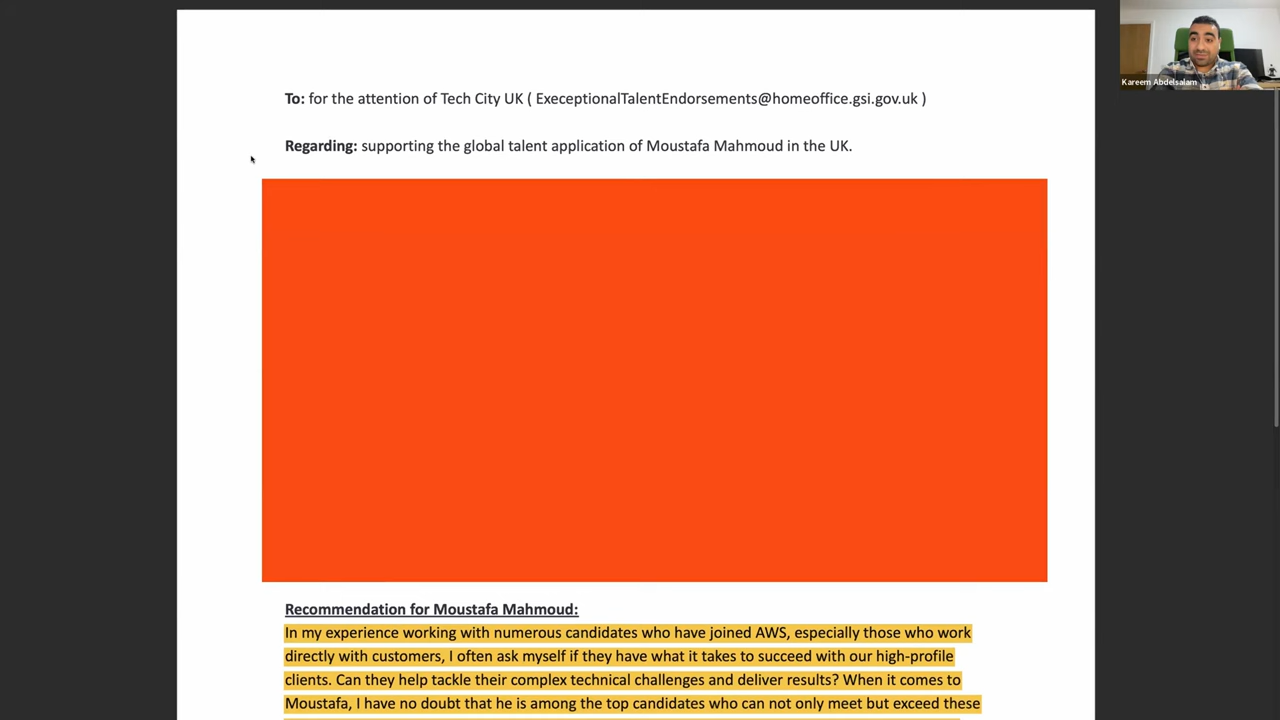 To: for the attention of Tech City UK ( ExeceptionalTalentEndorsements@homeoffice.gsi.gov.uk )
Regarding: supporting the global talent application of Moustafa Mahmoud in the UK.
Kareem Abdelsalam
Recommendation for Moustafa Mahmoud:
In my experience working with numerous candidates who have joined AWS, especially those who work
directly with customers, I often ask myself if they have what it takes to succeed with our high-profile
clients. Can they help tackle their complex technical challenges and deliver results? When it comes to
Moustafa, I have no doubt that he is among the top candidates who can not only meet but exceed these